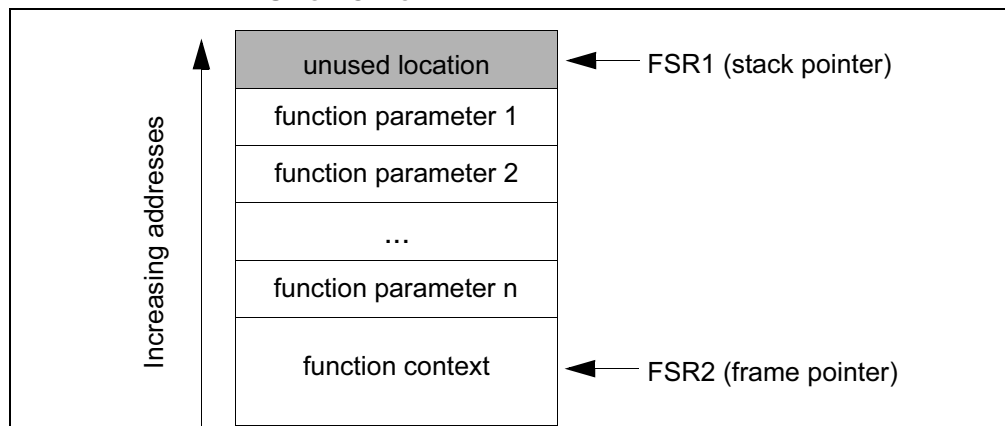 unused location
FSR1 (stack pointer)
function parameter 1
function parameter 2
...
function parameter n
function context
FSR2 (frame pointer)
Increasing addresses